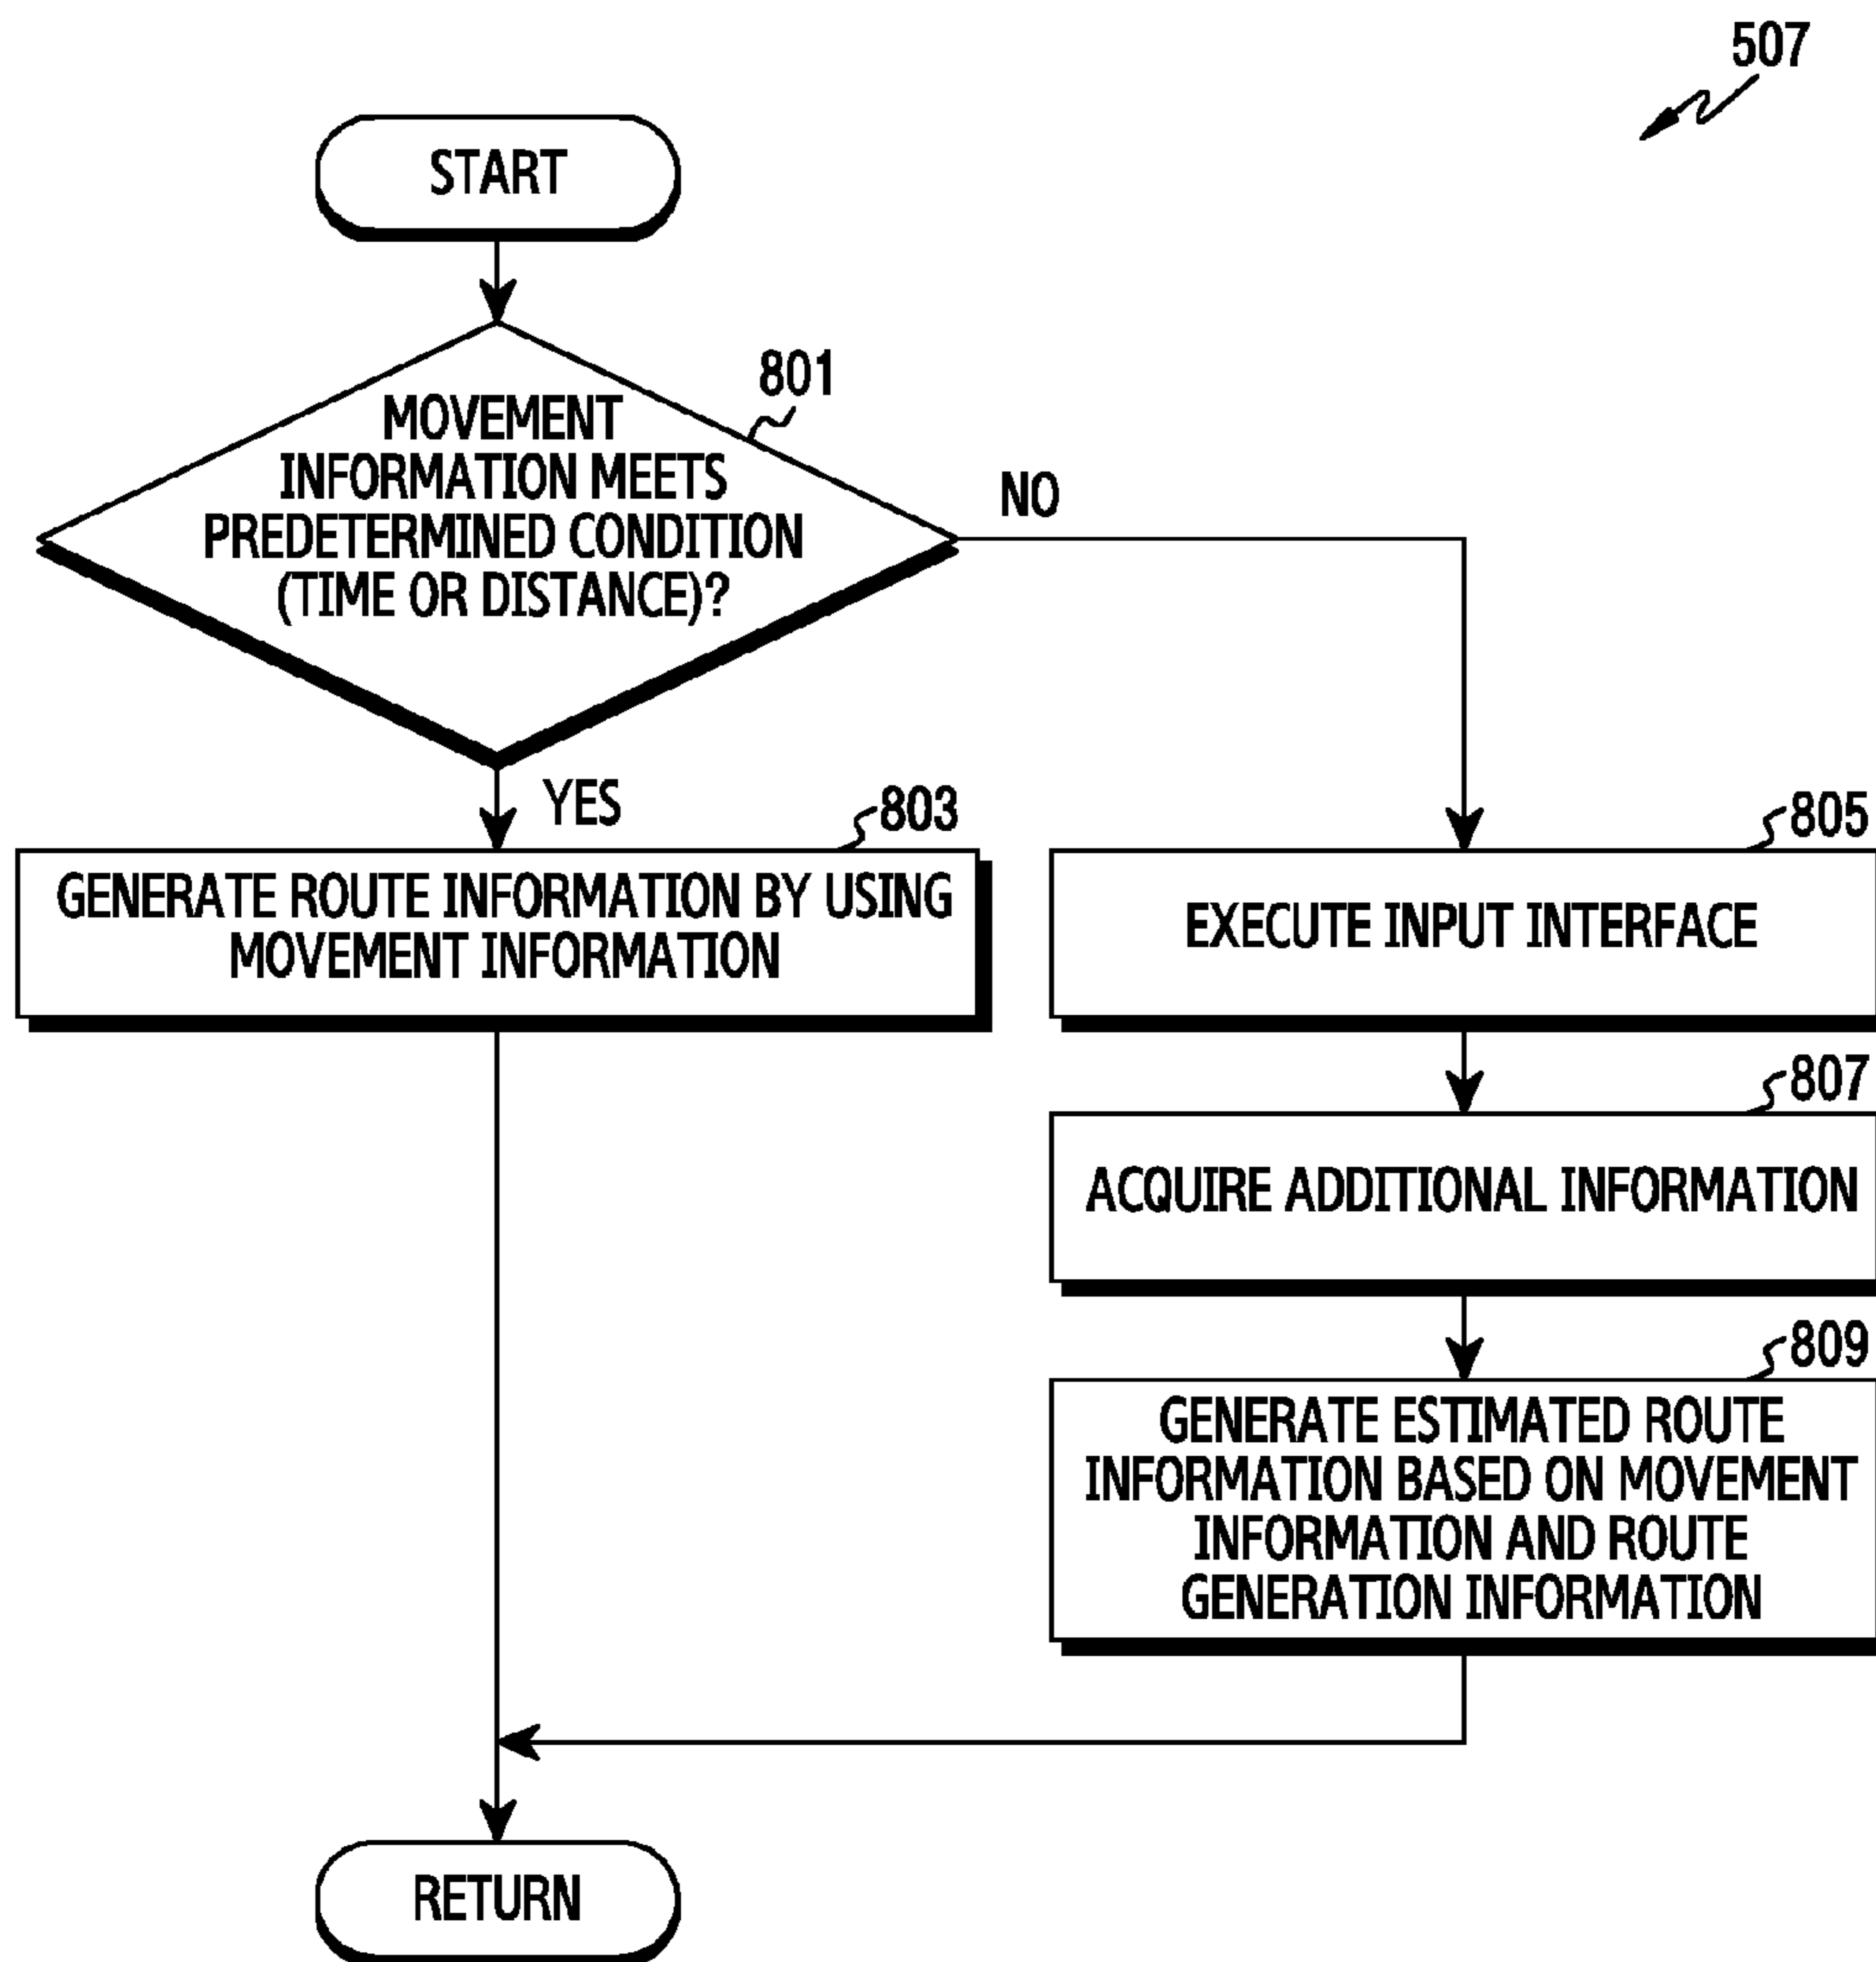 507
START
801
MOVEMENT
INFORMATION MEETS
PREDETERMINED CONDITION
(TIME OR DISTANCE)?
NO
YES
803
GENERATE ROUTE INFORMATION BY USING
MOVEMENT INFORMATION
805
EXECUTE INPUT INTERFACE
807
ACQUIRE ADDITIONAL INFORMATION
809
GENERATE ESTIMATED ROUTE
INFORMATION BASED ON MOVEMENT
INFORMATION AND ROUTE
GENERATION INFORMATION
RETURN